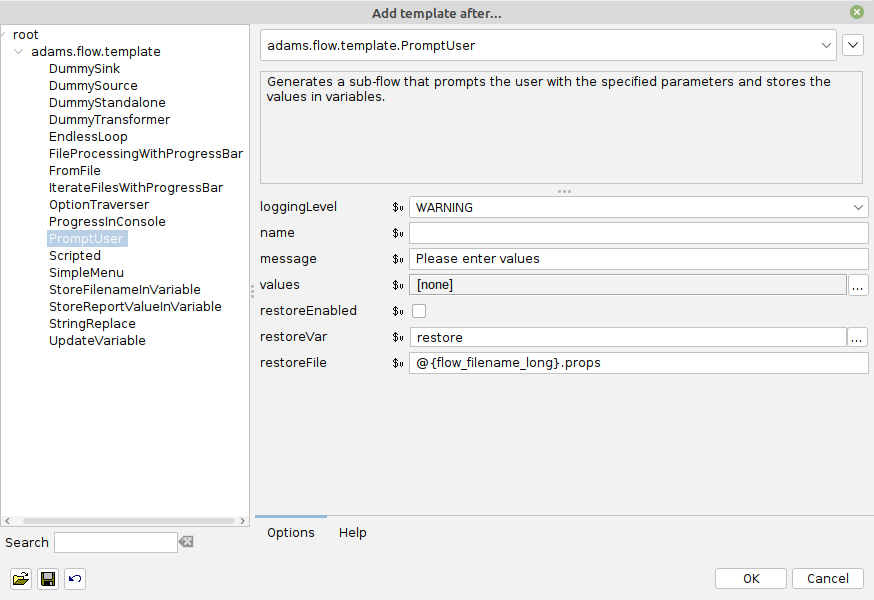 Add template after...
root
adams.flow.template
DummySink
DummySource
DummyStandalone
DummyTransformer
EndlessLoop
FileProcessingWithProgressBar
FromFile
IterateFilesWithProgressBar
OptionTraverser
ProgressInConsole
PromptUser
Scripted
SimpleMenu
StoreFilenameInVariable
StoreReportValueInVariable
StringReplace
UpdateVariable
Search
adams.flow.template.PromptUser
Generates a sub-flow that prompts the user with the specified parameters and stores the
values in variables.
loggingLevel $v WARNING
name $v
message $v Please enter values
values $v [none] ...
restoreEnabled $v
restoreVar $v restore ...
restoreFile $v @{flow_filename_long}.props
Options Help
OK Cancel